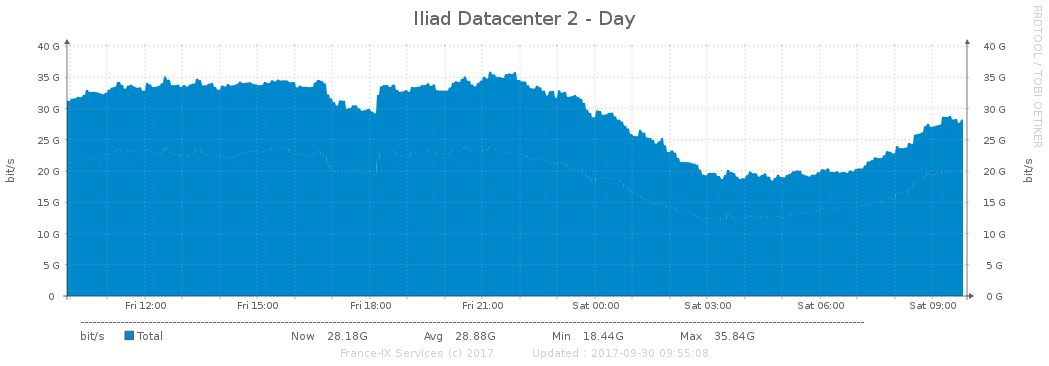 Iliad Datacenter 2 - Day
RRDTOOL / TOBI OETIKER
bit/s
40 G 40 G
35 G 35 G
30 G 30 G
25 G 25 G
20 G 20 G
15 G 15 G
10 G 10 G
5 G 5 G
0 0 G
bit/s
Fri 12:00 Fri 15:00 Fri 18:00 Fri 21:00 Sat 00:00 Sat 03:00 Sat 06:00 Sat 09:00
bit/s Total Now 28.18G Avg 28.88G Min 18.44G Max 35.84G
France-IX Services (c) 2017 Updated : 2017-09-30 09:55:08